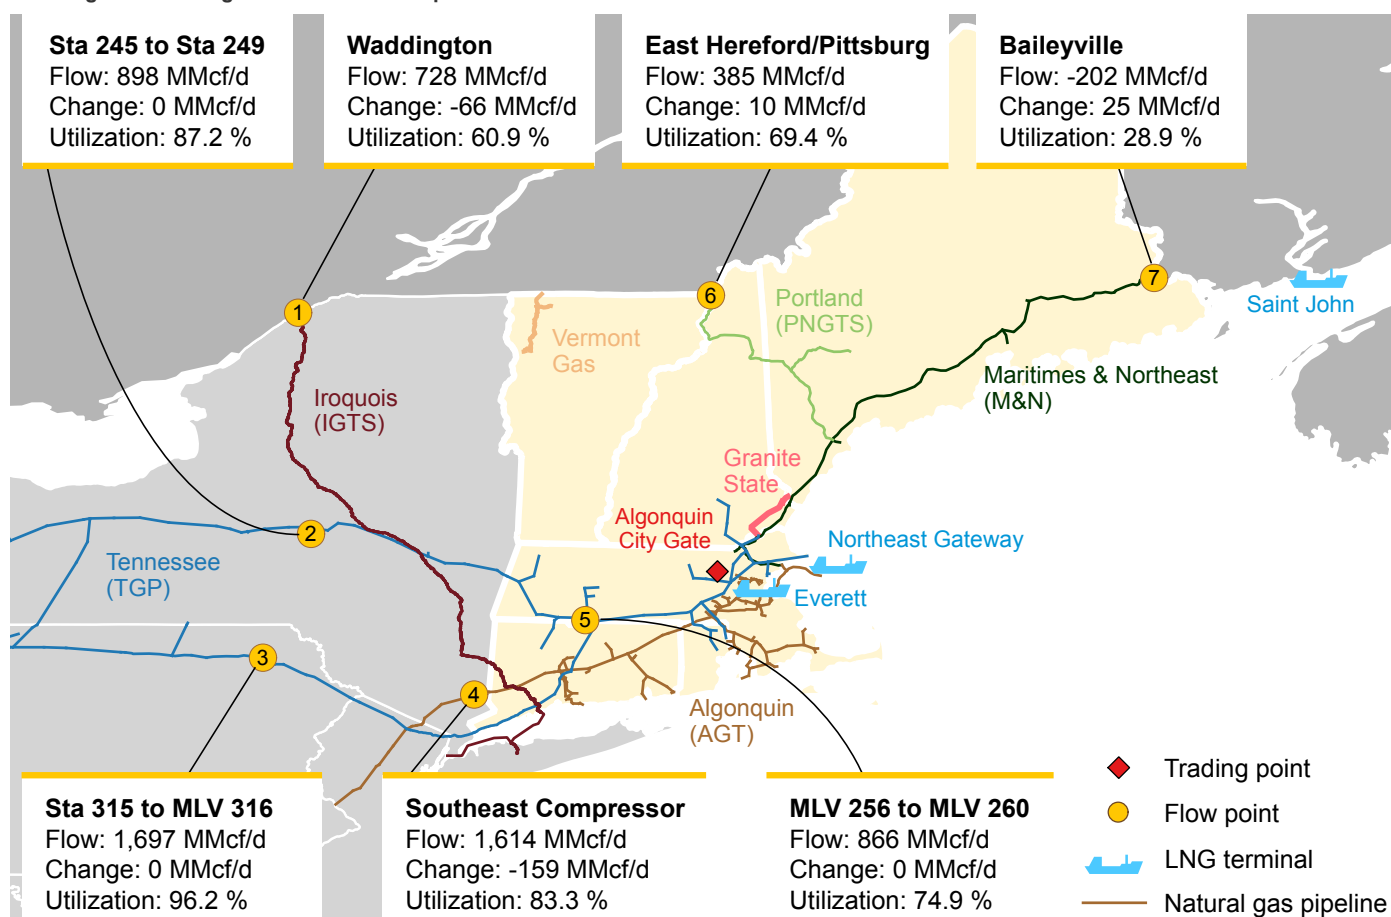 Sta 245 to Sta 249
Flow: 898 MMcf/d
Change: 0 MMcf/d
Utilization: 87.2 %
Waddington
Flow: 728 MMcf/d
Change: -66 MMcf/d
Utilization: 60.9 %
East Hereford/Pittsburg
Flow: 385 MMcf/d
Change: 10 MMcf/d
Utilization: 69.4 %
Baileyville
Flow: -202 MMcf/d
Change: 25 MMcf/d
Utilization: 28.9 %
1
6
7
Portland
(PNGTS)
Saint John
Vermont
Gas
Maritimes & Northeast
(M&N)
Iroquois
(IGTS)
Granite
State
Algonquin
City Gate
2
Northeast Gateway
Tennessee
(TGP)
Everett
5
3
4
Algonquin
(AGT)
Sta 315 to MLV 316
Flow: 1,697 MMcf/d
Change: 0 MMcf/d
Utilization: 96.2 %
Southeast Compressor
Flow: 1,614 MMcf/d
Change: -159 MMcf/d
Utilization: 83.3 %
MLV 256 to MLV 260
Flow: 866 MMcf/d
Change: 0 MMcf/d
Utilization: 74.9 %
Trading point
Flow point
LNG terminal
Natural gas pipeline